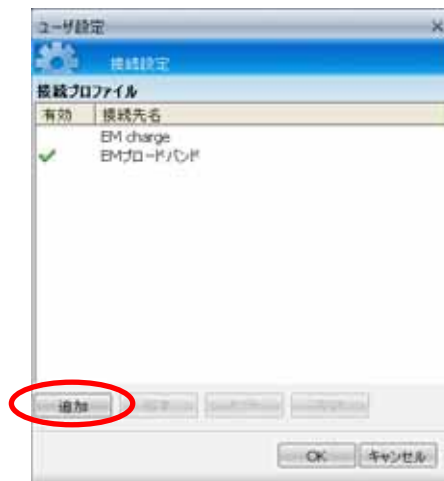 ユーザ設定
接続設定
接続プロファイル
有効 接続先名
EM charge
EMブロードバンド
追加
OK キャンセル